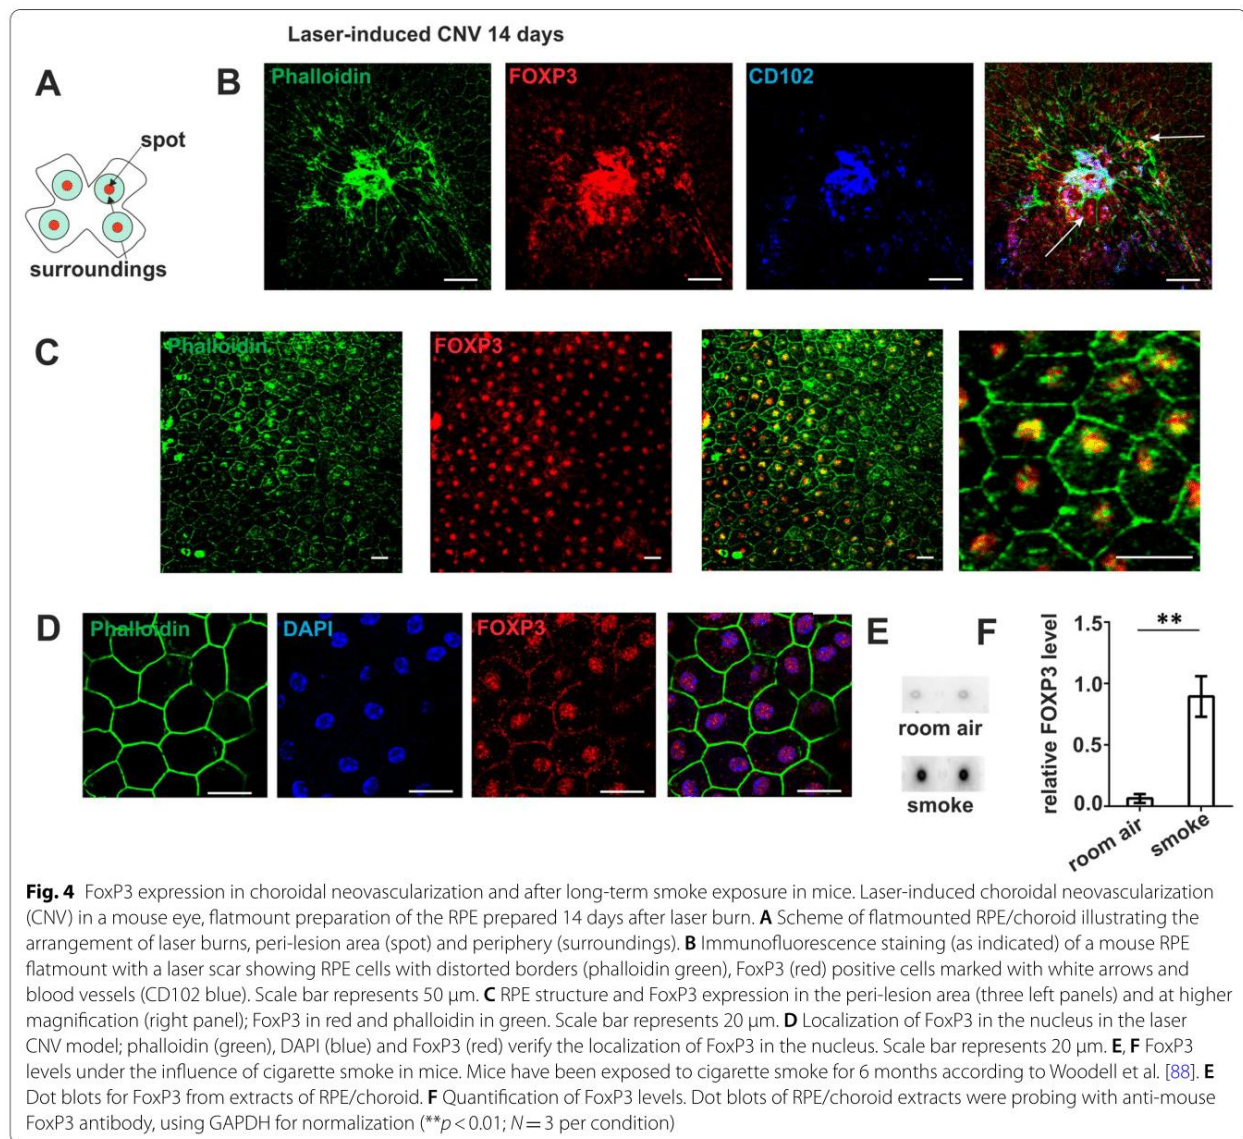 Laser-induced CNV 14 days
A
spot
surroundings
B
Phalloidin
FOXP3
CD102
C
Phalloidin
FOXP3
D
Phalloidin
DAPI
FOXP3
E
room air
smoke
F
relative FOXP3 level
1.5
1.0
0.5
0.0
**
room air
smoke
Fig. 4 FoxP3 expression in choroidal neovascularization and after long-term smoke exposure in mice. Laser-induced choroidal neovascularization
(CNV) in a mouse eye, flatmount preparation of the RPE prepared 14 days after laser burn. A Scheme of flatmounted RPE/choroid illustrating the
arrangement of laser burns, peri-lesion area (spot) and periphery (surroundings). B Immunofluorescence staining (as indicated) of a mouse RPE
flatmount with a laser scar showing RPE cells with distorted borders (phalloidin green), FoxP3 (red) positive cells marked with white arrows and
blood vessels (CD102 blue). Scale bar represents 50 μm. C RPE structure and FoxP3 expression in the peri-lesion area (three left panels) and at higher
magnification (right panel); FoxP3 in red and phalloidin in green. Scale bar represents 20 μm. D Localization of FoxP3 in the nucleus in the laser
CNV model; phalloidin (green), DAPI (blue) and FoxP3 (red) verify the localization of FoxP3 in the nucleus. Scale bar represents 20 μm. E, F FoxP3
levels under the influence of cigarette smoke in mice. Mice have been exposed to cigarette smoke for 6 months according to Woodell et al. [88]. E
Dot blots for FoxP3 from extracts of RPE/choroid. F Quantification of FoxP3 levels. Dot blots of RPE/choroid extracts were probing with anti-mouse
FoxP3 antibody, using GAPDH for normalization (**p < 0.01; N = 3 per condition)